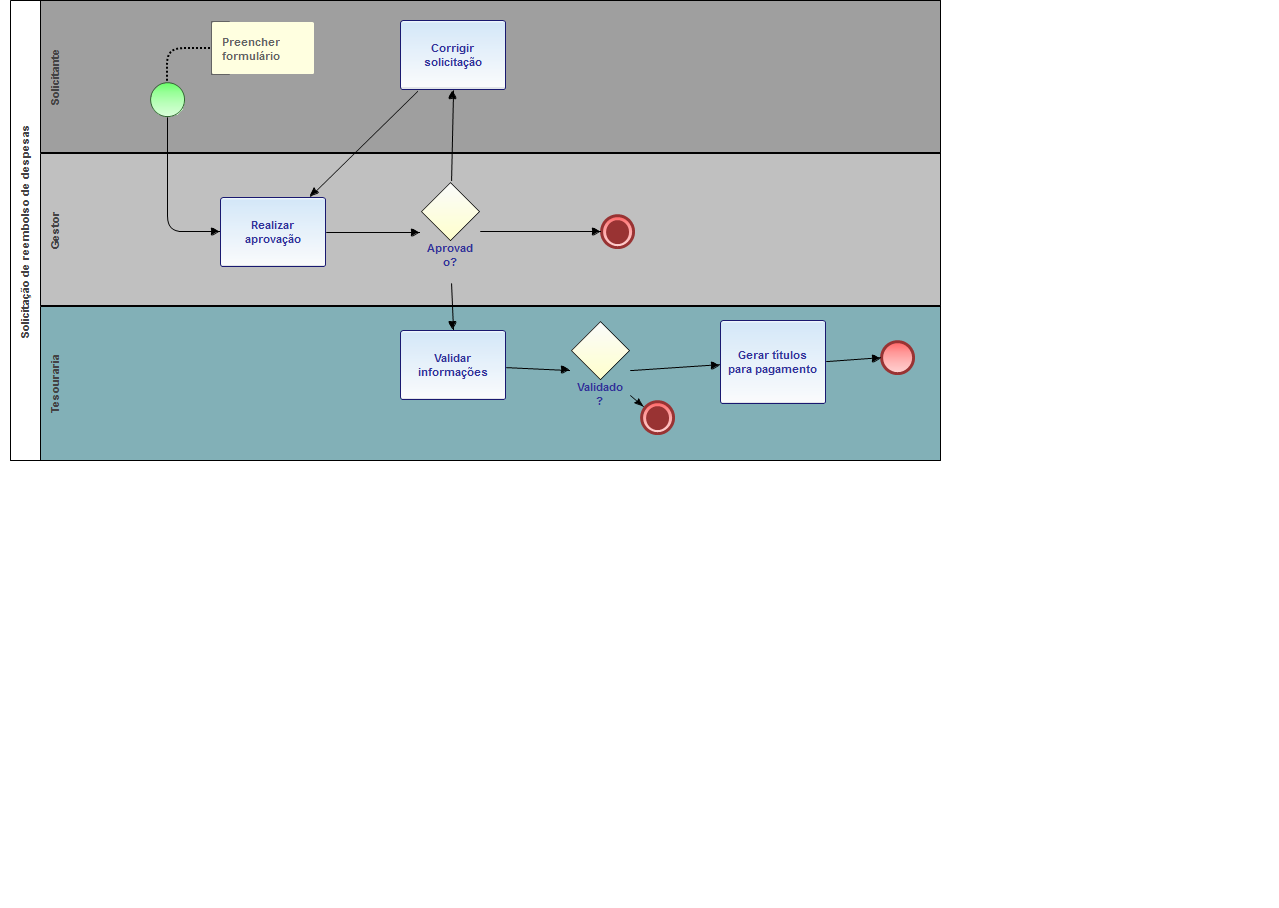 Solicitação de reembolso de despesas
Solicitante
Preencher
formulário
Corrigir
solicitação
Gestor
Realizar
aprovação
Aprovad
o?
Tesouraria
Validar
informações
Validado
?
Gerar títulos
para pagamento